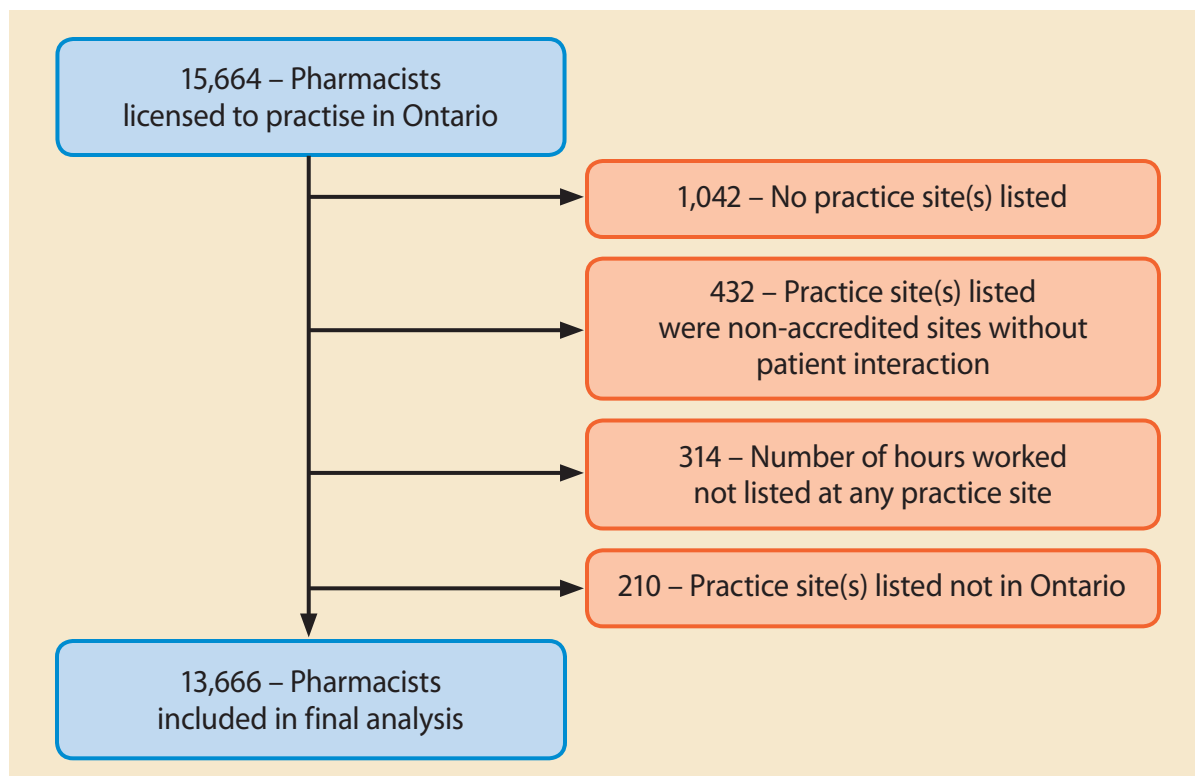 15,664 – Pharmacists
licensed to practise in Ontario
1,042 – No practice site(s) listed
432 – Practice site(s) listed
were non-accredited sites without
patient interaction
314 – Number of hours worked
not listed at any practice site
210 – Practice site(s) listed not in Ontario
13,666 – Pharmacists
included in final analysis